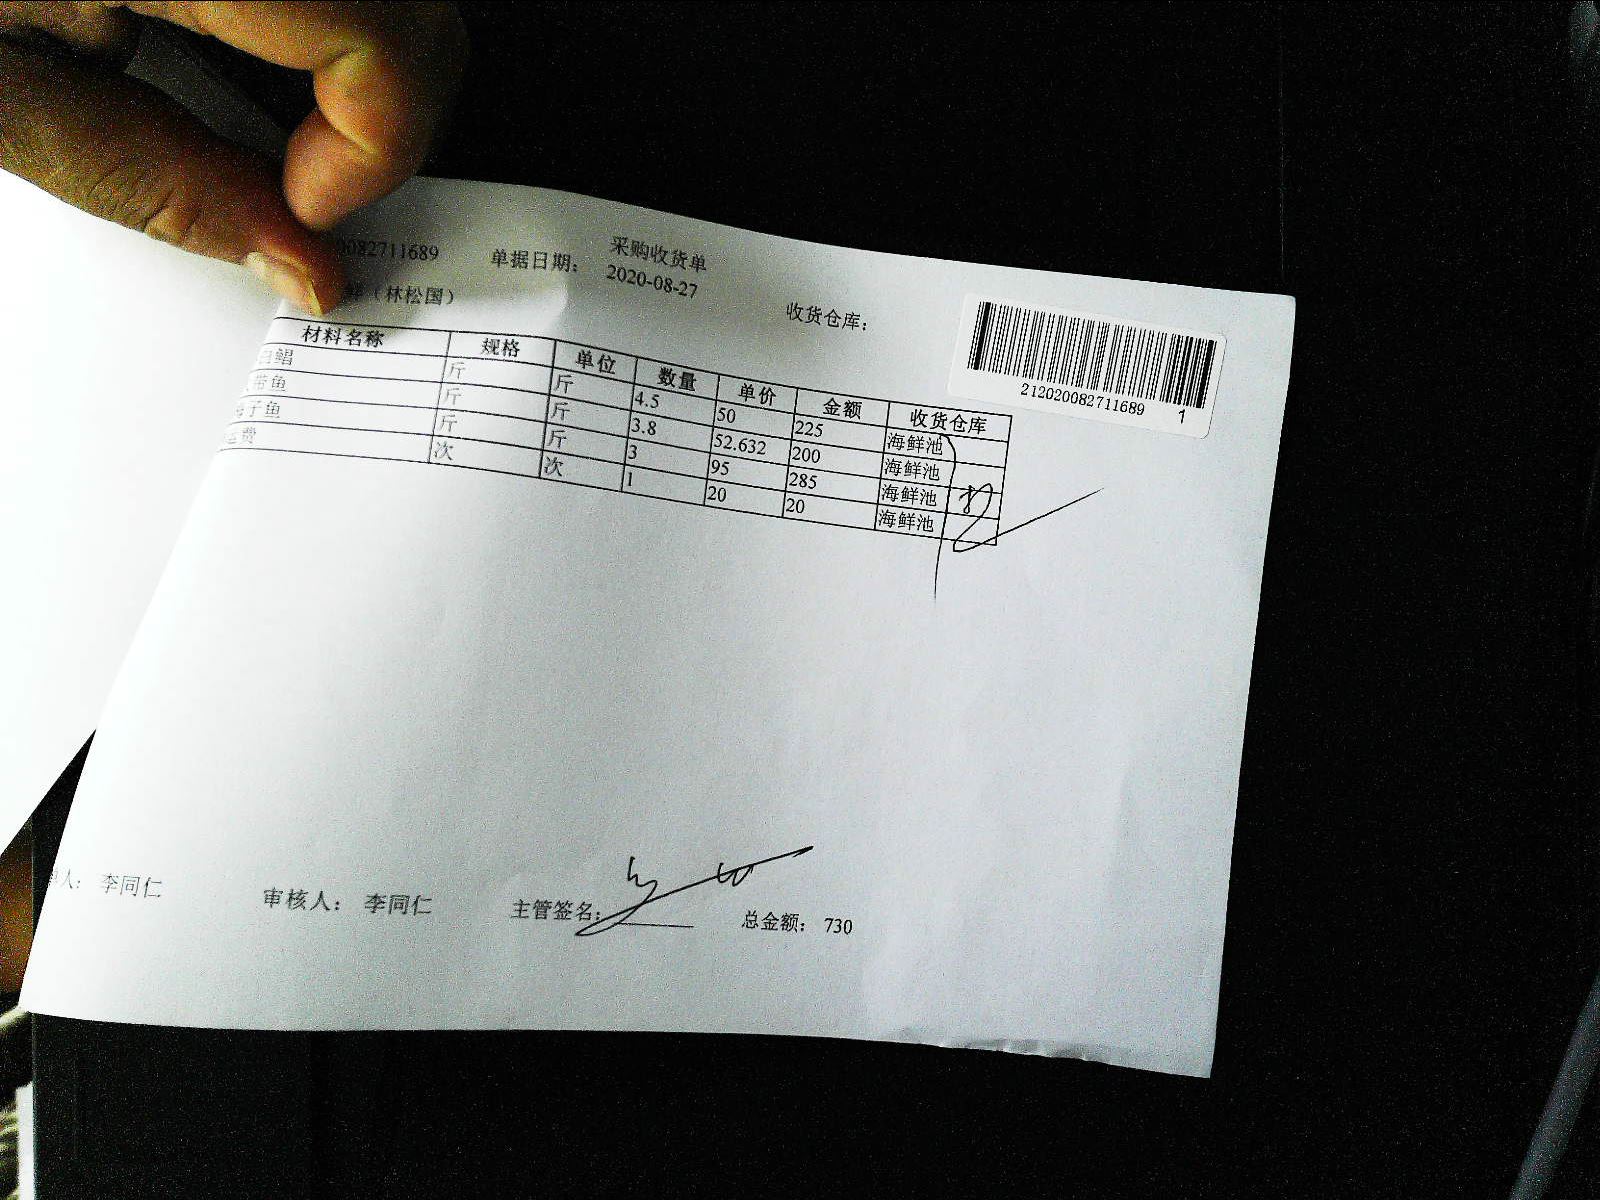 采购收货单
0082711689 单据日期： 2020-08-27
（林松国） 收货仓库：
212020082711689 1
材料名称 规格 单位 数量 单价 金额 收货仓库
白鲳 斤 斤 4.5 50 225 海鲜池
带鱼 斤 斤 3.8 52.632 200 海鲜池
子鱼 斤 斤 3 95 285 海鲜池
运费 次 次 1 20 20 海鲜池
人： 李同仁 审核人： 李同仁 主管签名： 总金额： 730